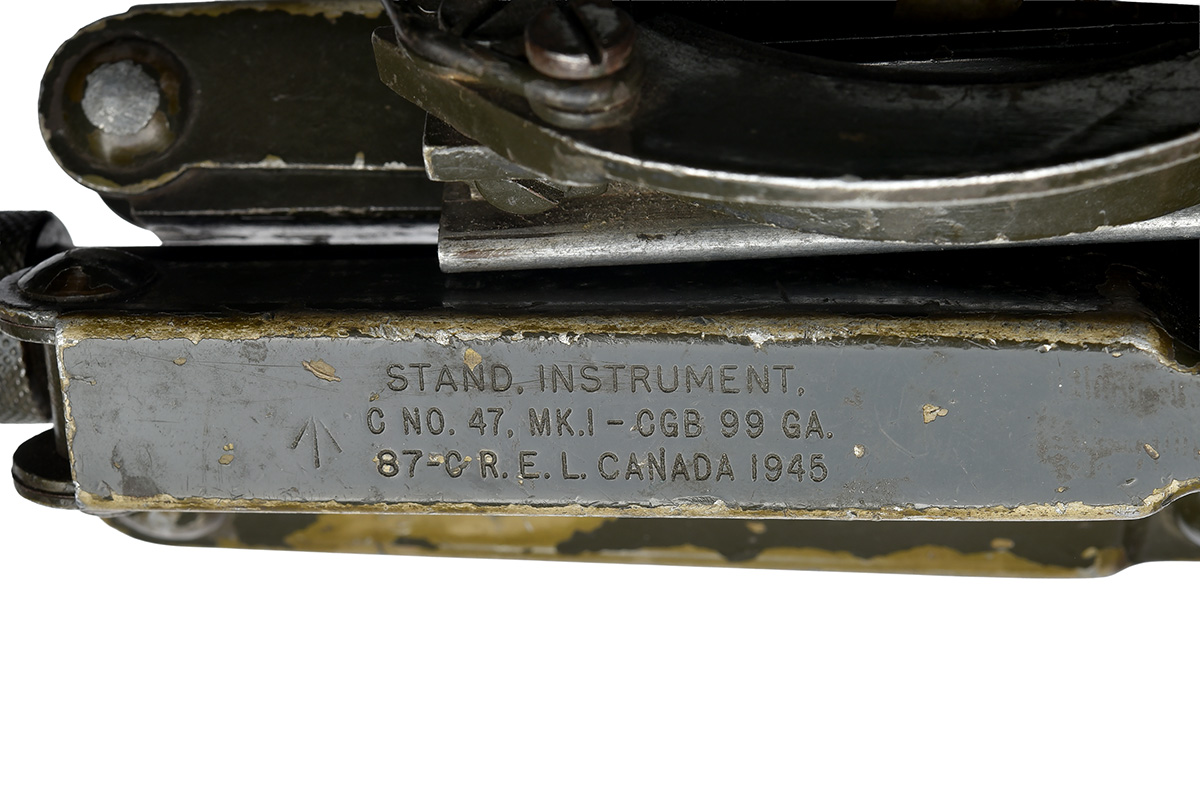 STAND, INSTRUMENT,
C NO. 47, MK.I - CGB 99 GA.
87-C R. E. L. CANADA 1945